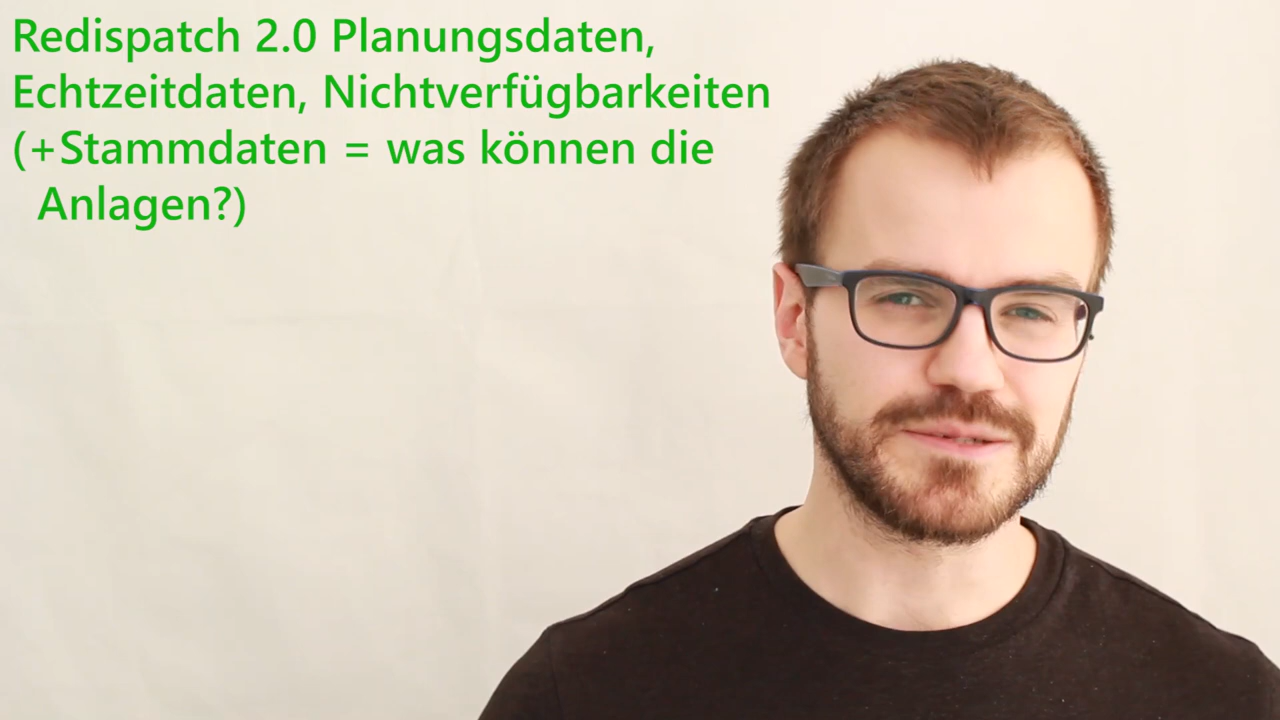 Redispatch 2.0 Planungsdaten,
Echtzeitdaten, Nichtverfügbarkeiten
(+Stammdaten = was können die
Anlagen?)